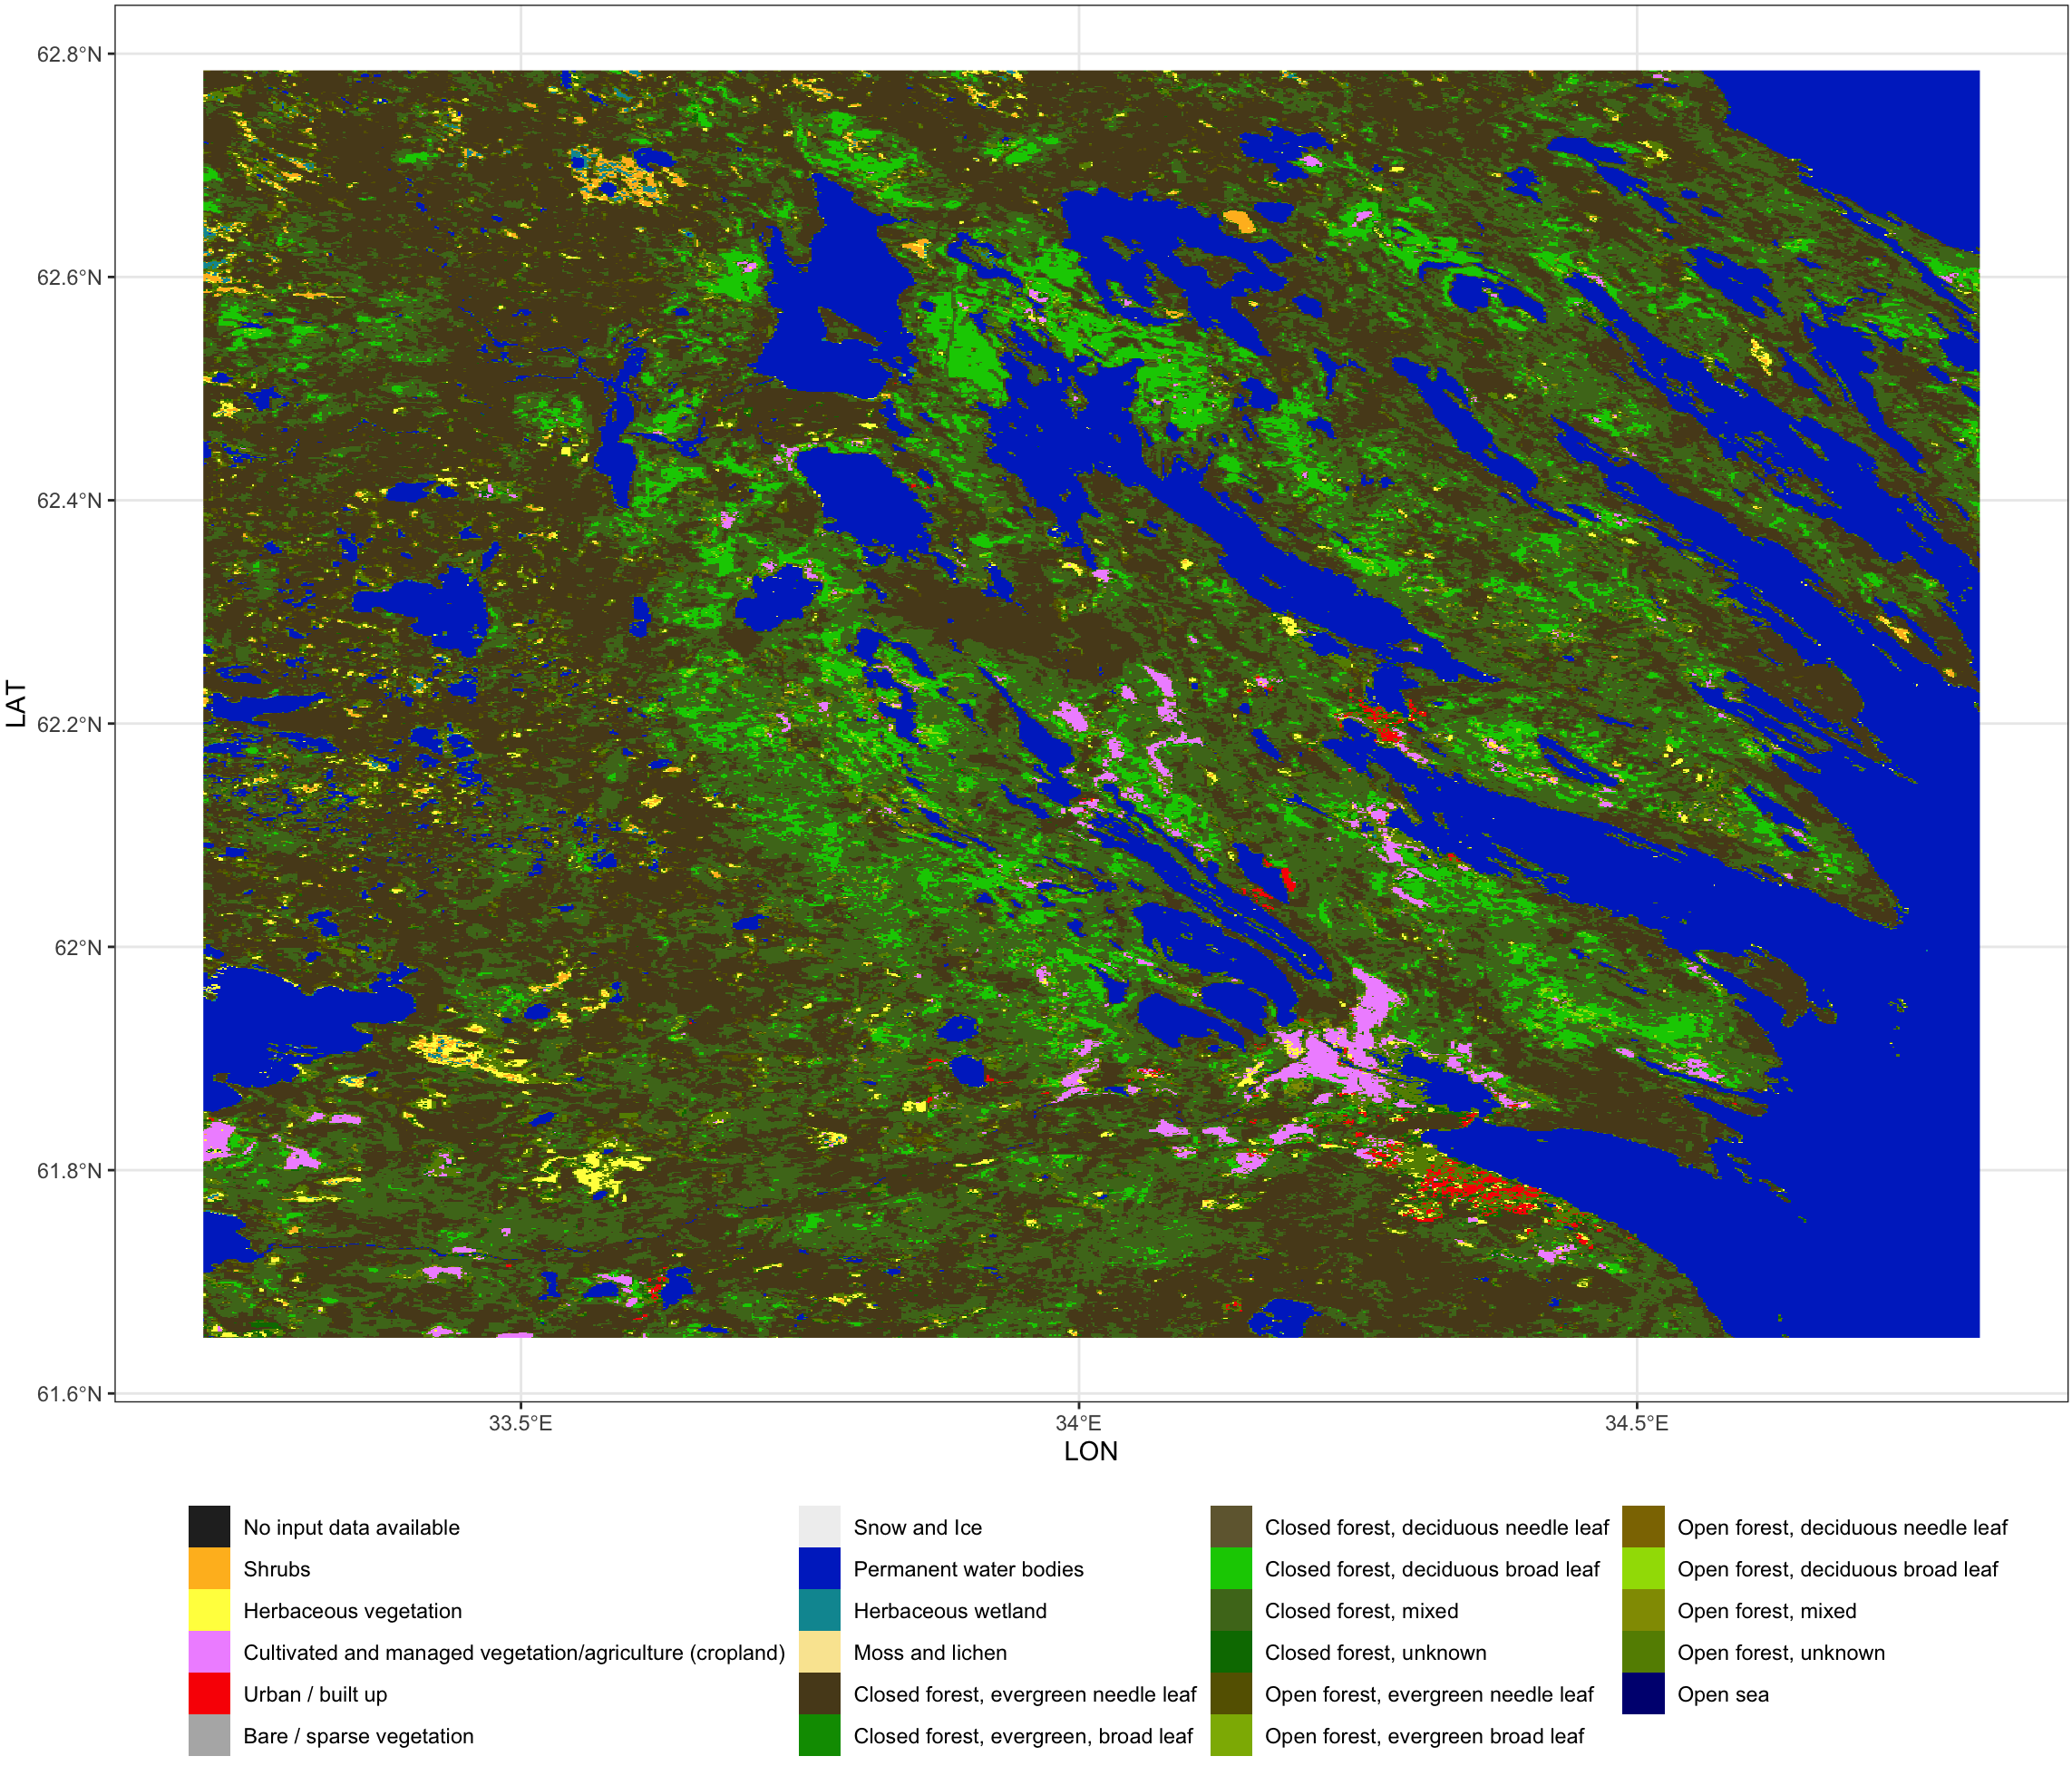 62.8°N
62.6°N
62.4°N
62.2°N
62°N
61.8°N
61.6°N
LAT
33.5°E 34°E 34.5°E
LON
No input data available
Shrubs
Herbaceous vegetation
Cultivated and managed vegetation/agriculture (cropland)
Urban / built up
Bare / sparse vegetation
Snow and Ice
Permanent water bodies
Herbaceous wetland
Moss and lichen
Closed forest, evergreen needle leaf
Closed forest, evergreen, broad leaf
Closed forest, deciduous needle leaf
Closed forest, deciduous broad leaf
Closed forest, mixed
Closed forest, unknown
Open forest, evergreen needle leaf
Open forest, evergreen broad leaf
Open forest, deciduous needle leaf
Open forest, deciduous broad leaf
Open forest, mixed
Open forest, unknown
Open sea